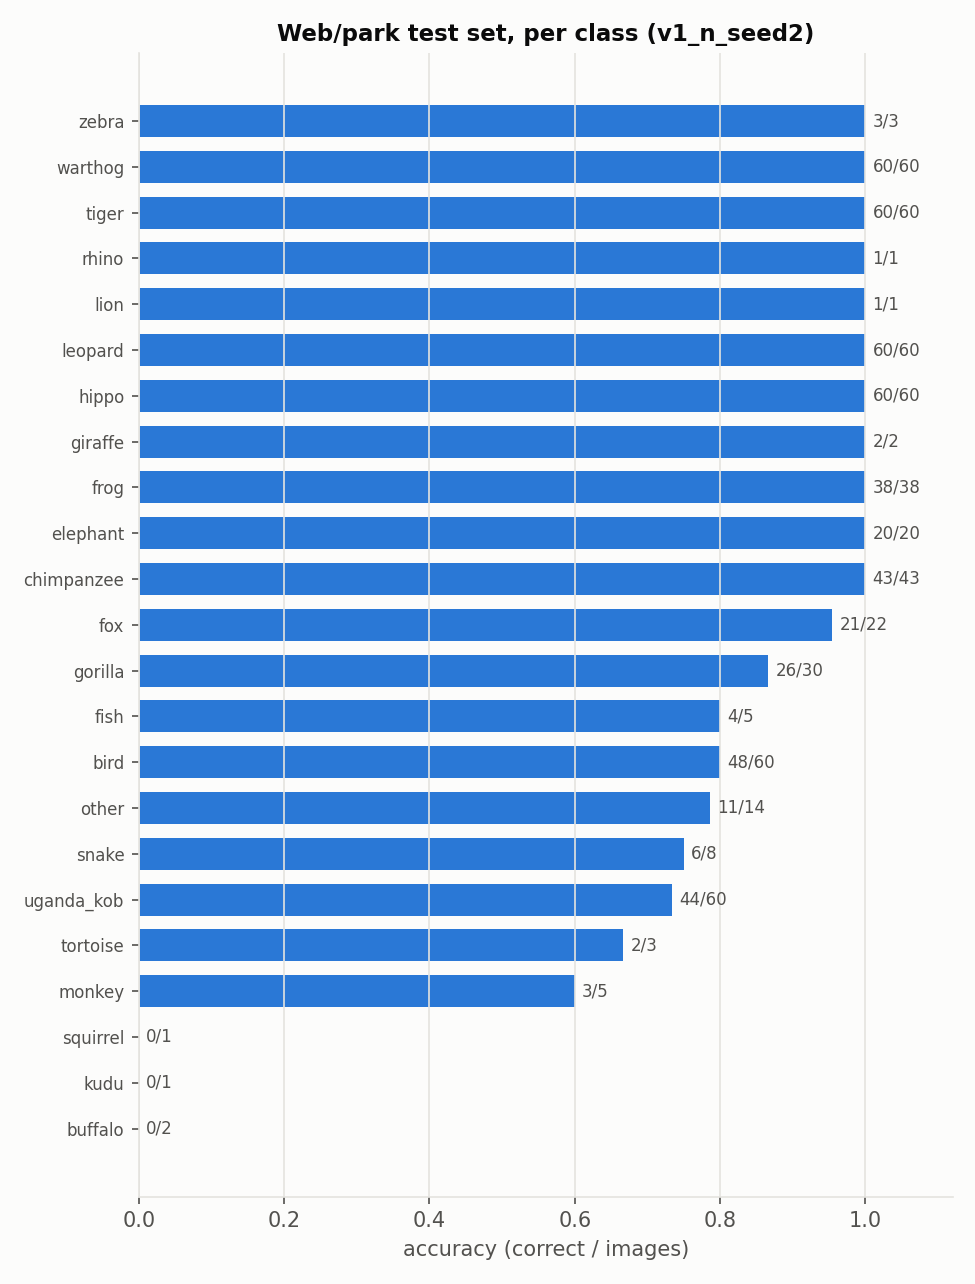 Web/park test set, per class (v1_n_seed2)
zebra 3/3
warthog 60/60
tiger 60/60
rhino 1/1
lion 1/1
leopard 60/60
hippo 60/60
giraffe 2/2
frog 38/38
elephant 20/20
chimpanzee 43/43
fox 21/22
gorilla 26/30
fish 4/5
bird 48/60
other 11/14
snake 6/8
uganda_kob 44/60
tortoise 2/3
monkey 3/5
squirrel 0/1
kudu 0/1
buffalo 0/2
0.0 0.2 0.4 0.6 0.8 1.0
accuracy (correct / images)